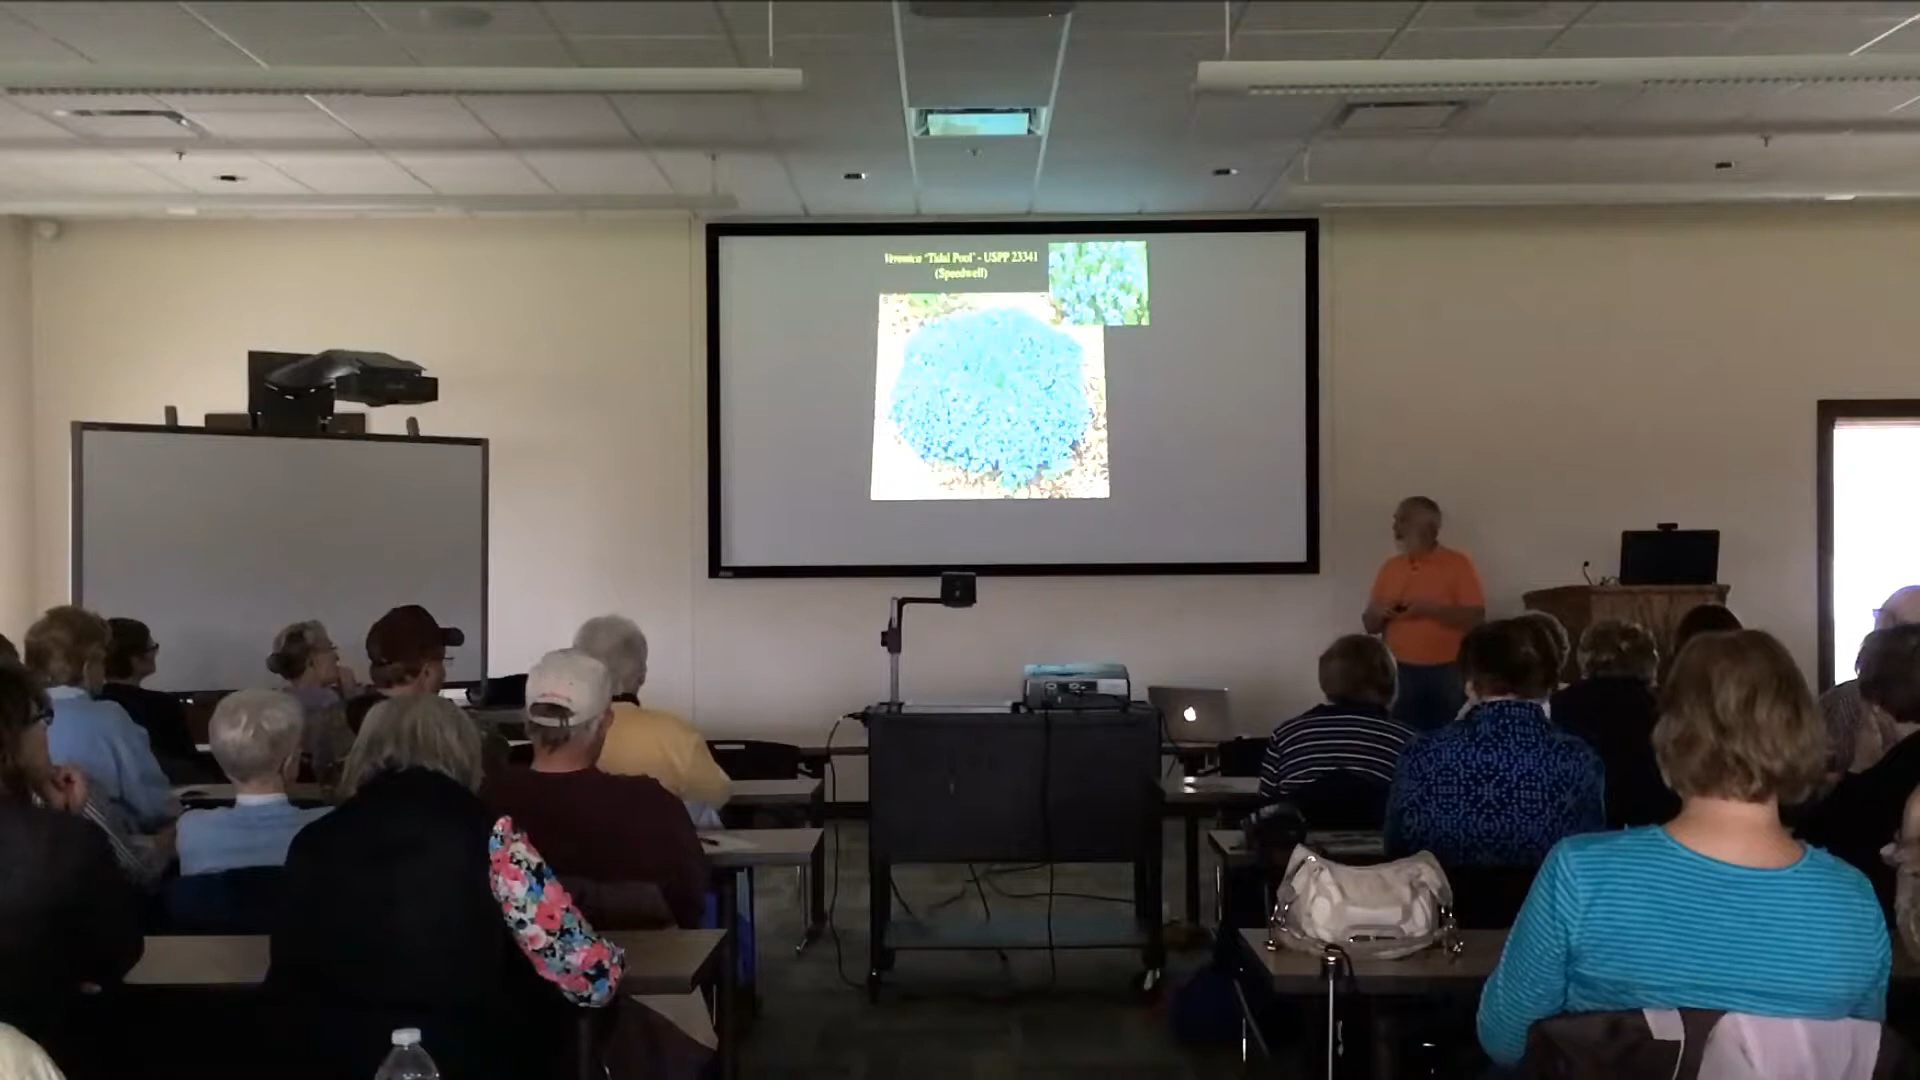 Veronica 'Tidal Pool' - USPP 23341
(Speedwell)